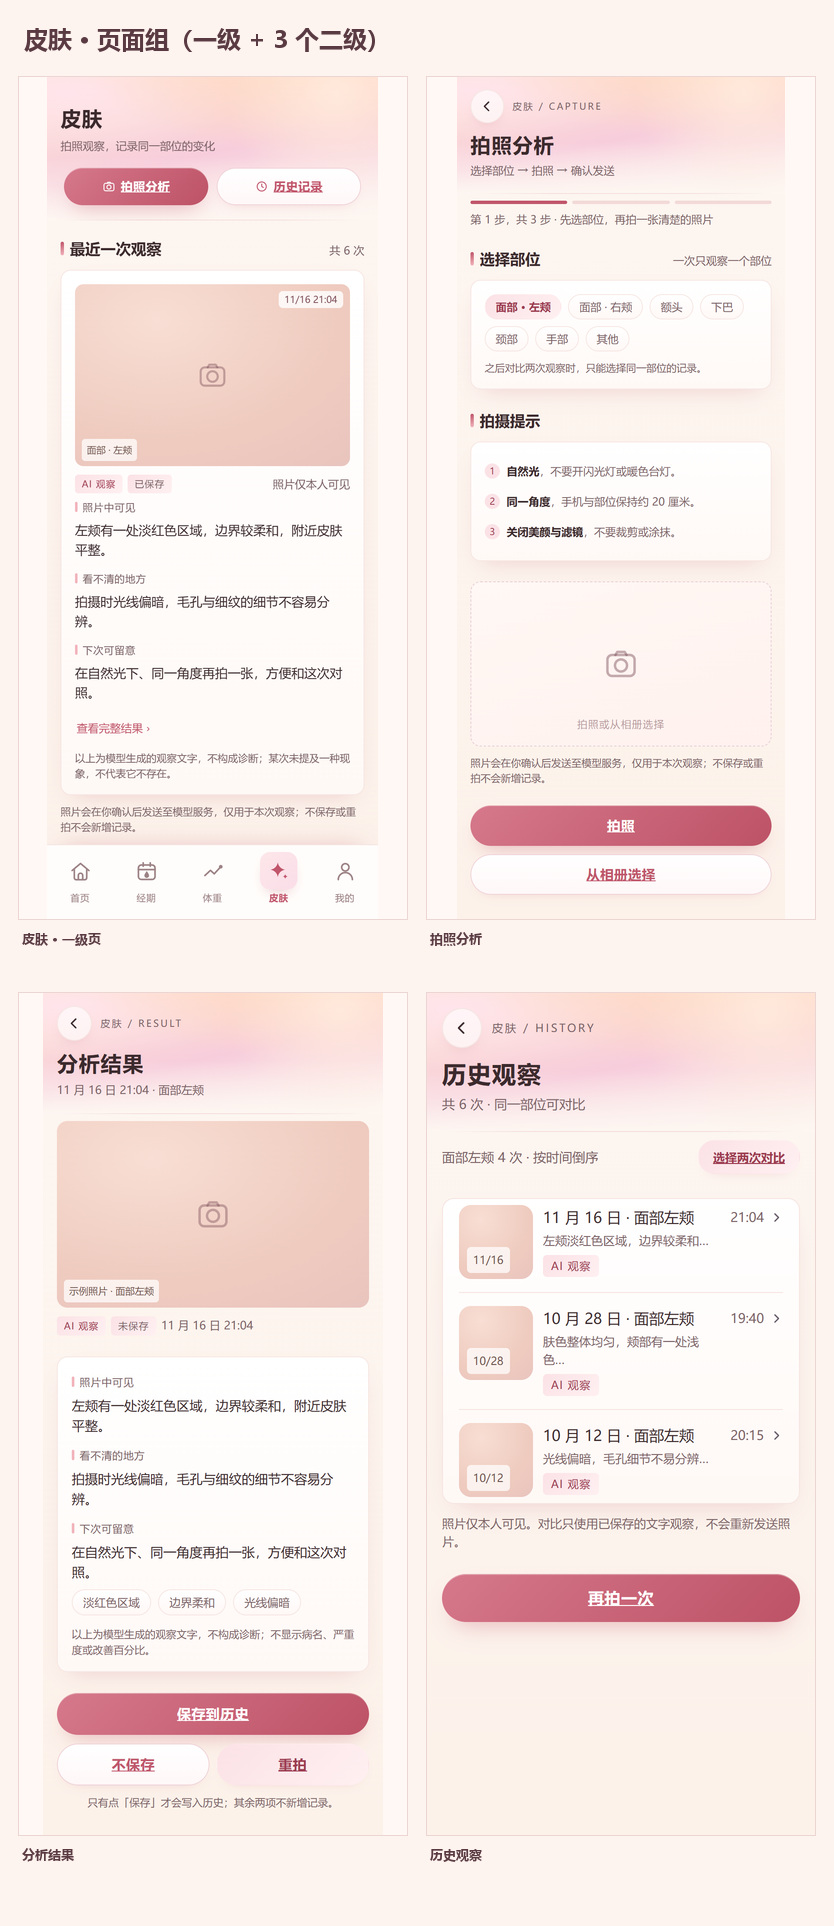 皮肤 • 页面组（一级 + 3 个二级）
皮肤
拍照观察，记录同一部位的变化
拍照分析
历史记录
最近一次观察
共 6 次
11/16 21:04
面部 · 左颊
AI 观察
已保存
照片仅本人可见
照片中可见
左颊有一处淡红色区域，边界较柔和，附近皮肤
平整。
看不清的地方
拍摄时光线偏暗，毛孔与细纹的细节不容易分
辨。
下次可留意
在自然光下、同一角度再拍一张，方便和这次对
照。
查看完整结果 ›
以上为模型生成的观察文字，不构成诊断；某次未提及一种现
象，不代表它不存在。
照片会在你确认后发送至模型服务，仅用于本次观察；不保存或重
拍不会新增记录。
首页
经期
体重
皮肤
我的
皮肤 • 一级页
皮肤 / CAPTURE
拍照分析
选择部位 → 拍照 → 确认发送
第 1 步，共 3 步 · 先选部位，再拍一张清楚的照片
选择部位
一次只观察一个部位
面部 • 左颊
面部 · 右颊
额头
下巴
颈部
手部
其他
之后对比两次观察时，只能选择同一部位的记录。
拍摄提示
1 自然光，不要开闪光灯或暖色台灯。
2 同一角度，手机与部位保持约 20 厘米。
3 关闭美颜与滤镜，不要裁剪或涂抹。
拍照或从相册选择
照片会在你确认后发送至模型服务，仅用于本次观察；不保存或重
拍不会新增记录。
拍照
从相册选择
拍照分析
皮肤 / RESULT
分析结果
11 月 16 日 21:04 · 面部左颊
示例照片 · 面部左颊
AI 观察
未保存
11 月 16 日 21:04
照片中可见
左颊有一处淡红色区域，边界较柔和，附近皮肤
平整。
看不清的地方
拍摄时光线偏暗，毛孔与细纹的细节不容易分
辨。
下次可留意
在自然光下、同一角度再拍一张，方便和这次对
照。
淡红色区域
边界柔和
光线偏暗
以上为模型生成的观察文字，不构成诊断；不显示病名、严重
度或改善百分比。
保存到历史
不保存
重拍
只有点「保存」才会写入历史；其余两项不新增记录。
分析结果
皮肤 / HISTORY
历史观察
共 6 次 · 同一部位可对比
面部左颊 4 次 · 按时间倒序
选择两次对比
11/16
11 月 16 日 · 面部左颊
21:04
左颊淡红色区域，边界较柔和...
AI 观察
10/28
10 月 28 日 · 面部左颊
19:40
肤色整体均匀，颊部有一处浅
色...
AI 观察
10/12
10 月 12 日 · 面部左颊
20:15
光线偏暗，毛孔细节不易分辨...
AI 观察
照片仅本人可见。对比只使用已保存的文字观察，不会重新发送照
片。
再拍一次
历史观察